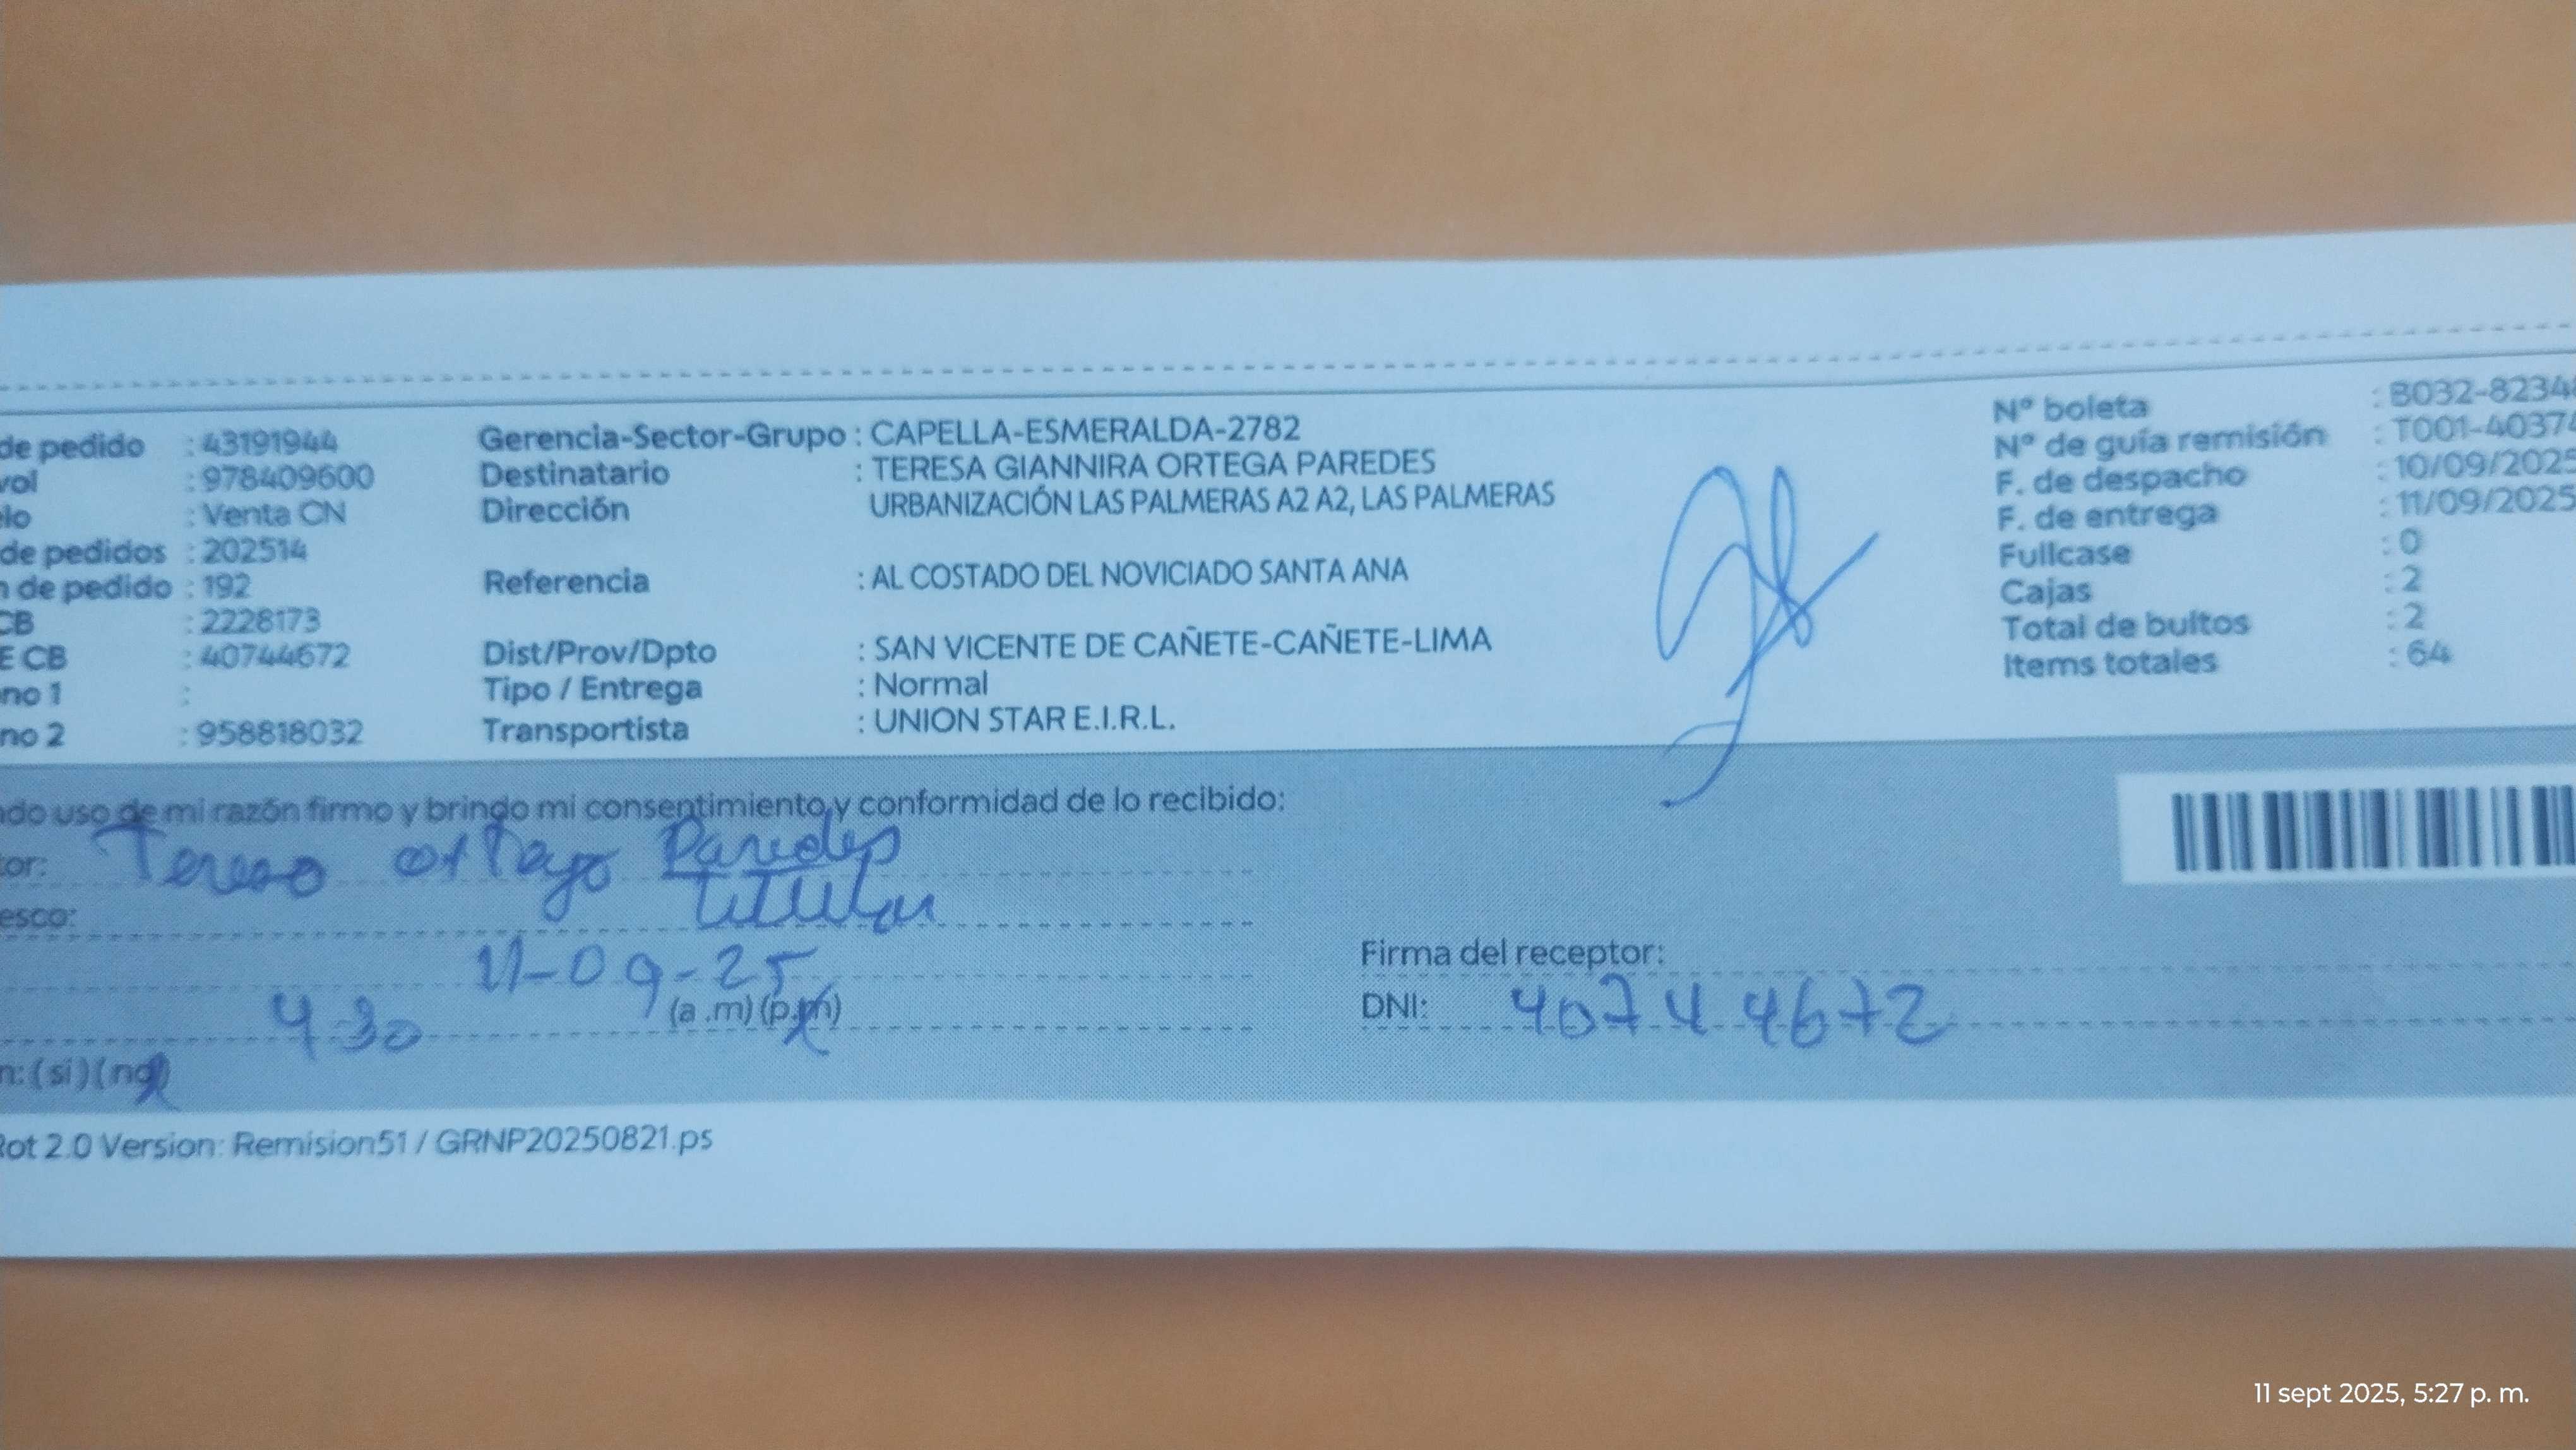 de pedido : 43191944
vol : 978409600
elo : Venta CN
de pedidos : 202514
n de pedido : 192
CB : 2228173
E CB : 40744672
no 1 :
no 2 : 958818032
Gerencia-Sector-Grupo : CAPELLA-ESMERALDA-2782
Destinatario : TERESA GIANNIRA ORTEGA PAREDES
Dirección URBANIZACIÓN LAS PALMERAS A2 A2, LAS PALMERAS
Referencia : AL COSTADO DEL NOVICIADO SANTA ANA
Dist/Prov/Dpto : SAN VICENTE DE CAÑETE-CAÑETE-LIMA
Tipo / Entrega : Normal
Transportista : UNION STAR E.I.R.L.
Nº boleta : B032-8234
Nº de guía remisión : T001-4037
F. de despacho : 10/09/2025
F. de entrega : 11/09/2025
Fullcase : 0
Cajas : 2
Total de bultos : 2
Items totales : 64
ndo uso de mi razón firmo y brindo mi consentimiento y conformidad de lo recibido:
tor: Teresa Ortega Paredes
esco: titular
11-09-25
4 30 (a .m) (p.m)
n: (si) (no)
Firma del receptor:
DNI: 40744672
Rot 2.0 Version: Remision51 / GRNP20250821.ps
11 sept 2025, 5:27 p. m.